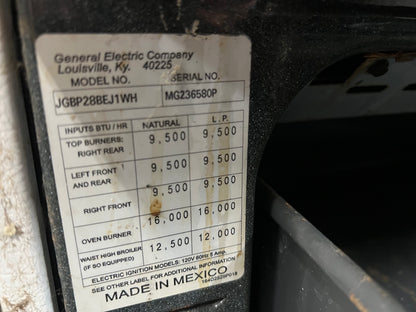 General Electric Company
Louisville, Ky. 40225
MODEL NO. SERIAL NO.
JGBP28BEJ1WH MG236580P
INPUTS BTU / HR NATURAL L.P.
TOP BURNERS: 9,500 9,500
RIGHT REAR
LEFT FRONT 9,500 9,500
AND REAR
9,500 9,500
RIGHT FRONT
16,000 16,000
OVEN BURNER
WAIST HIGH BROILER 12,500 12,000
(IF SO EQUIPPED)
ELECTRIC IGNITION MODELS: 120V 60Hz 5 Amp.
SEE OTHER LABEL FOR ADDITIONAL INFORMATION
MADE IN MEXICO